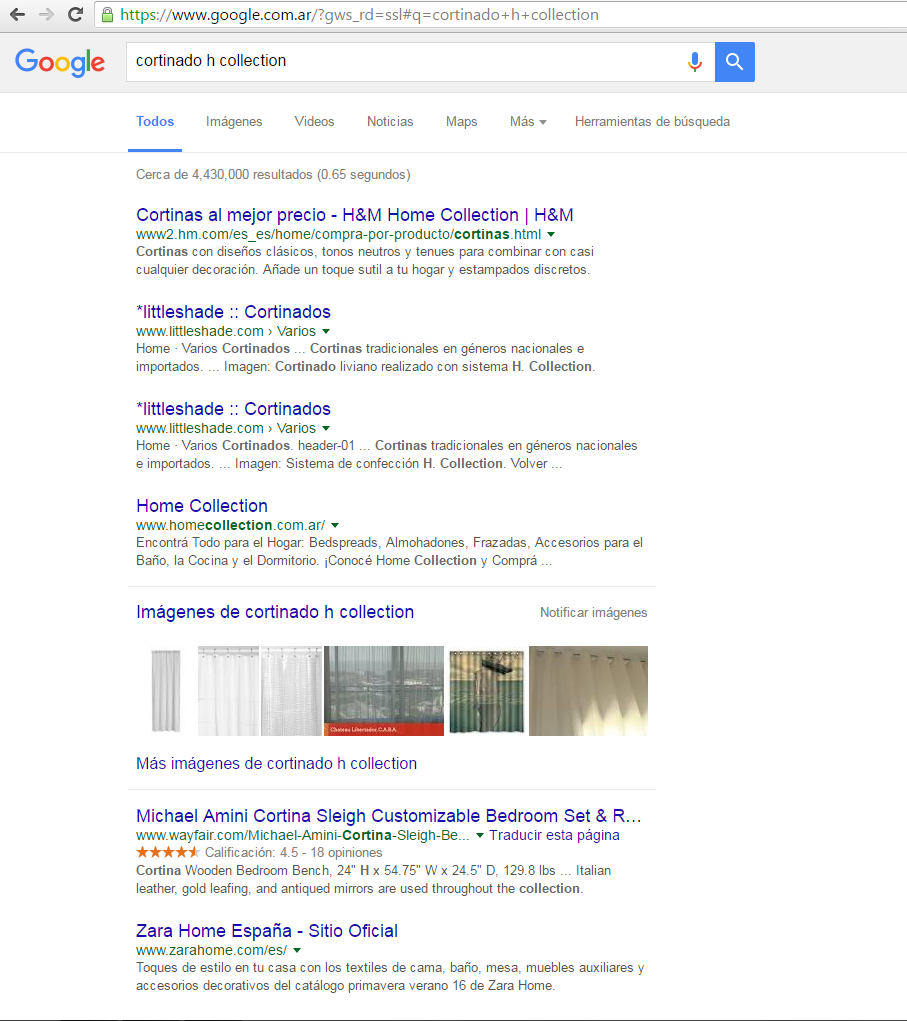 https://www.google.com.ar/?gws_rd=ssl#q=cortinado+h+collection
Google
cortinado h collection
Todos Imágenes Videos Noticias Maps Más Herramientas de búsqueda
Cerca de 4,430,000 resultados (0.65 segundos)
Cortinas al mejor precio - H&M Home Collection | H&M
www2.hm.com/es_es/home/compra-por-producto/cortinas.html
Cortinas con diseños clásicos, tonos neutros y tenues para combinar con casi
cualquier decoración. Añade un toque sutil a tu hogar y estampados discretos.
*littleshade :: Cortinados
www.littleshade.com › Varios
Home · Varios Cortinados ... Cortinas tradicionales en géneros nacionales e
importados. ... Imagen: Cortinado liviano realizado con sistema H. Collection.
*littleshade :: Cortinados
www.littleshade.com › Varios
Home · Varios Cortinados. header-01 ... Cortinas tradicionales en géneros nacionales
e importados. ... Imagen: Sistema de confección H. Collection. Volver ...
Home Collection
www.homecollection.com.ar/
Encontrá Todo para el Hogar: Bedspreads, Almohadones, Frazadas, Accesorios para el
Baño, la Cocina y el Dormitorio. ¡Conocé Home Collection y Comprá ...
Imágenes de cortinado h collection Notificar imágenes
Chateau Libertador, C.A.B.A.
Más imágenes de cortinado h collection
Michael Amini Cortina Sleigh Customizable Bedroom Set & R...
www.wayfair.com/Michael-Amini-Cortina-Sleigh-Be... Traducir esta página
Calificación: 4.5 - 18 opiniones
Cortina Wooden Bedroom Bench, 24" H x 54.75" W x 24.5" D, 129.8 lbs ... Italian
leather, gold leafing, and antiqued mirrors are used throughout the collection.
Zara Home España - Sitio Oficial
www.zarahome.com/es/
Toques de estilo en tu casa con los textiles de cama, baño, mesa, muebles auxiliares y
accesorios decorativos del catálogo primavera verano 16 de Zara Home.